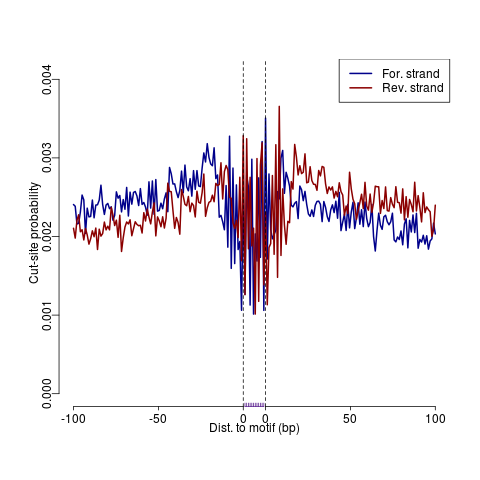 For. strand
Rev. strand
Cut-site probability
0.004
0.003
0.002
0.001
0.000
-100 -50 0 0 50 100
Dist. to motif (bp)